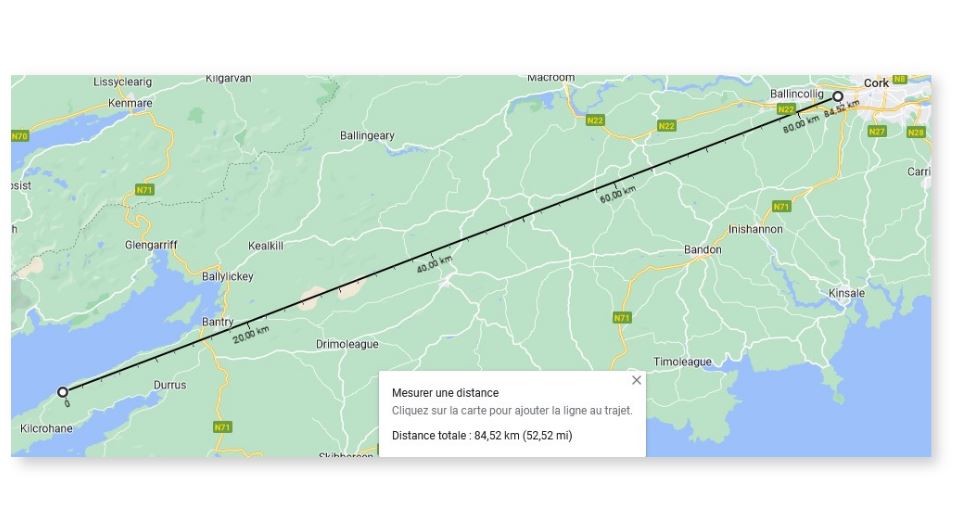 Lissyclearig
Kilgarvan
Macroom
Cork
N8
Kenmare
Ballincollig
N22
84,52 km
80,00 km
N70
Ballingeary
N22
N22
N27
N28
osist
N71
60,00 km
Carri
h
N71
Glengarriff
Kealkill
Inishannon
Bandon
40,00 km
Ballylickey
Kinsale
Bantry
20,00 km
N71
Drimoleague
Timoleague
Durrus
0
Kilcrohane
N71
Skibbereen
Mesurer une distance
Cliquez sur la carte pour ajouter la ligne au trajet.
Distance totale : 84,52 km (52,52 mi)